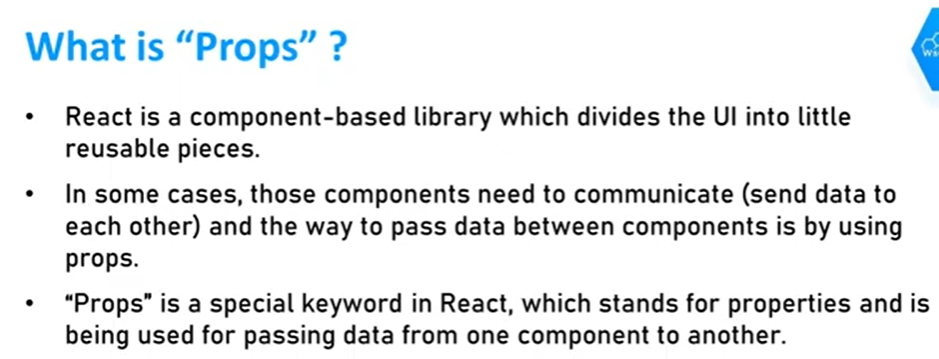 What is “Props” ?
• React is a component-based library which divides the UI into little
reusable pieces.
• In some cases, those components need to communicate (send data to
each other) and the way to pass data between components is by using
props.
• “Props” is a special keyword in React, which stands for properties and is
being used for passing data from one component to another.